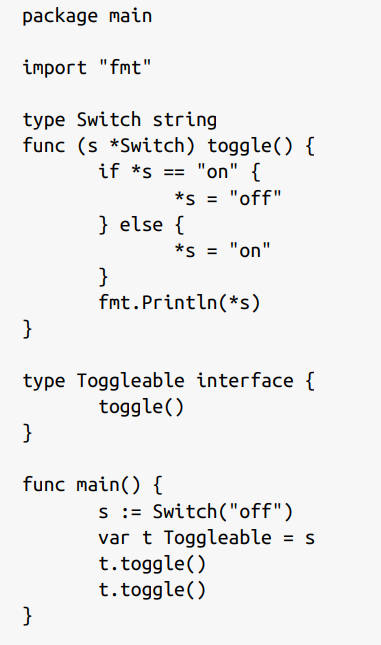 package main

import "fmt"

type Switch string
func (s *Switch) toggle() {
        if *s == "on" {
                *s = "off"
        } else {
                *s = "on"
        }
        fmt.Println(*s)
}

type Toggleable interface {
        toggle()
}

func main() {
        s := Switch("off")
        var t Toggleable = s
        t.toggle()
        t.toggle()
}